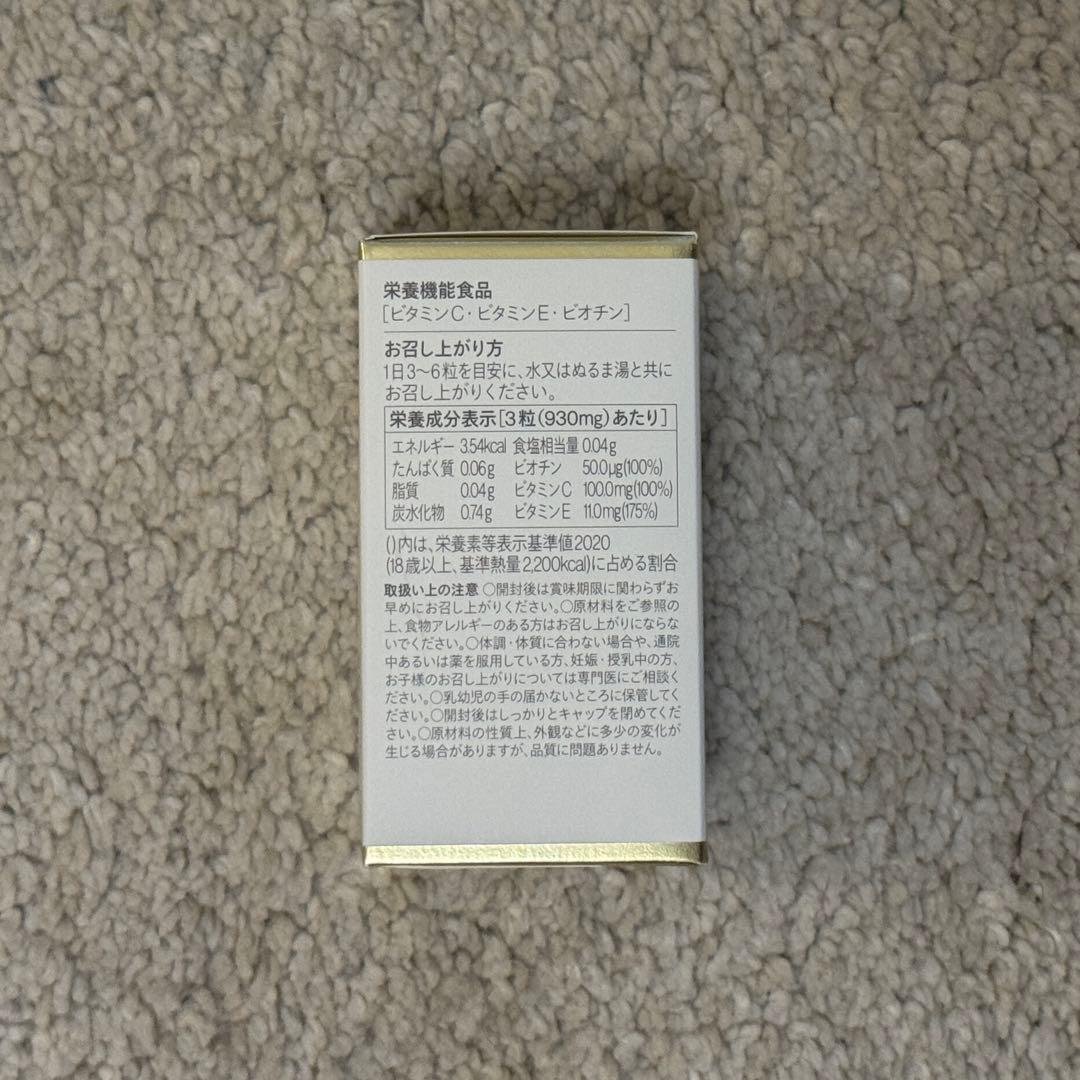 栄養機能食品
[ビタミンC・ビタミンE・ビオチン]
お召し上がり方
1日3〜6粒を目安に、水又はぬるま湯と共に
お召し上がりください。
栄養成分表示[3粒(930mg)あたり]
エネルギー 3.54kcal 食塩相当量 0.04g
たんぱく質 0.06g ビオチン 50.0μg(100%)
脂質 0.04g ビタミンC 100.0mg(100%)
炭水化物 0.74g ビタミンE 11.0mg(175%)
()内は、栄養素等表示基準値2020
(18歳以上、基準熱量2,200kcal)に占める割合
取扱い上の注意 ○開封後は賞味期限に関わらずお
早めにお召し上がりください。○原材料をご参照の
上、食物アレルギーのある方はお召し上がりにならな
いでください。○体調・体質に合わない場合や、通院
中あるいは薬を服用している方、妊娠・授乳中の方、
お子様のお召し上がりについては専門医にご相談く
ださい。○乳幼児の手の届かないところに保管してく
ださい。○開封後はしっかりとキャップを閉めてくだ
さい。○原材料の性質上、外観などに多少の変化が
生じる場合がありますが、品質に問題ありません。